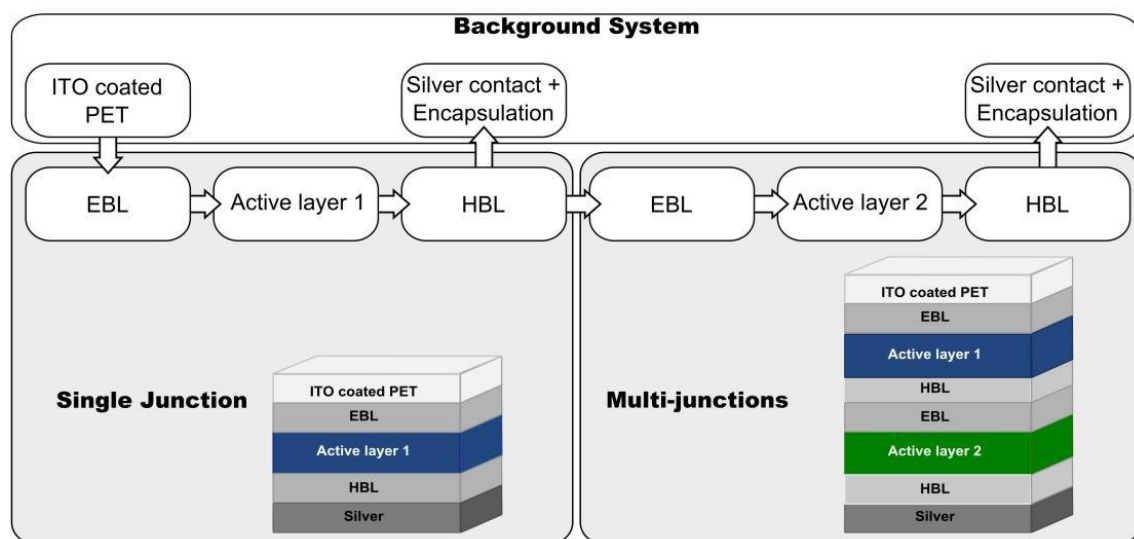 Background System
ITO coated
PET
Silver contact +
Encapsulation
Silver contact +
Encapsulation
EBL
Active layer 1
HBL
EBL
Active layer 2
HBL
Single Junction
ITO coated PET
EBL
Active layer 1
HBL
Silver
Multi-junctions
ITO coated PET
EBL
Active layer 1
HBL
EBL
Active layer 2
HBL
Silver